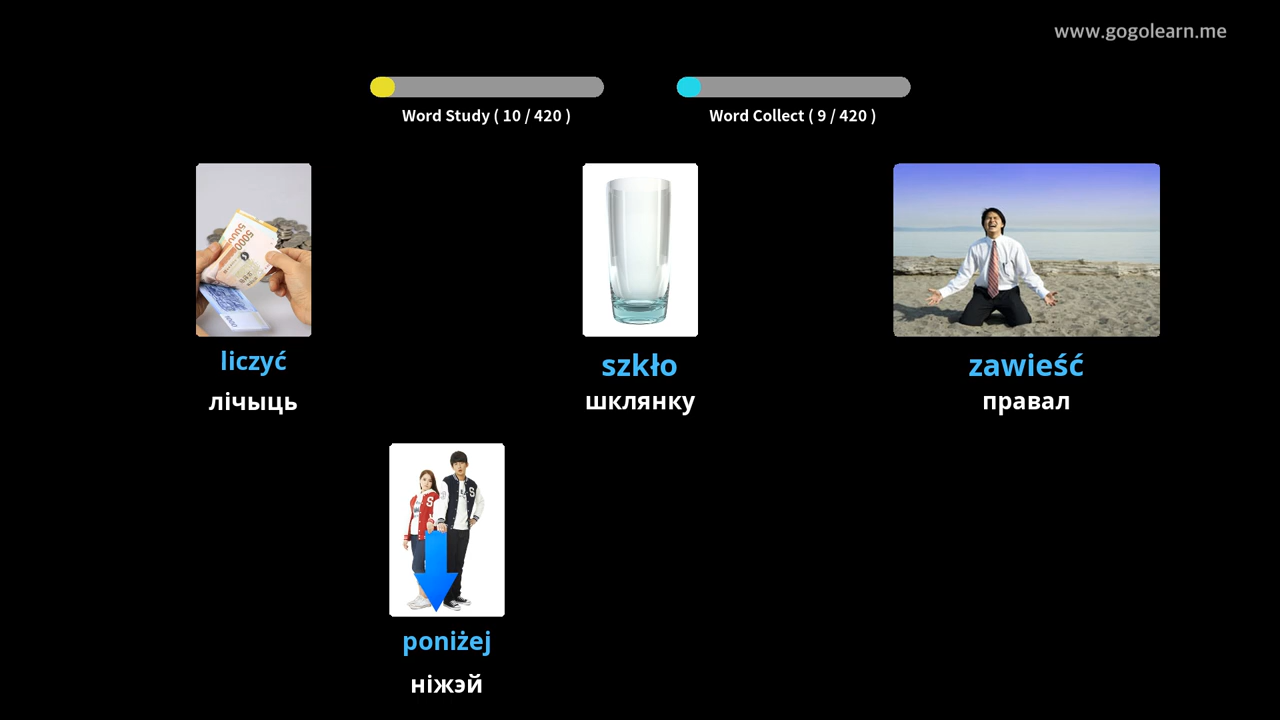 www.gogolearn.me
Word Study ( 10 / 420 )
Word Collect ( 9 / 420 )
liczyć
лічыць
szkło
шклянку
zawieść
правал
poniżej
ніжэй